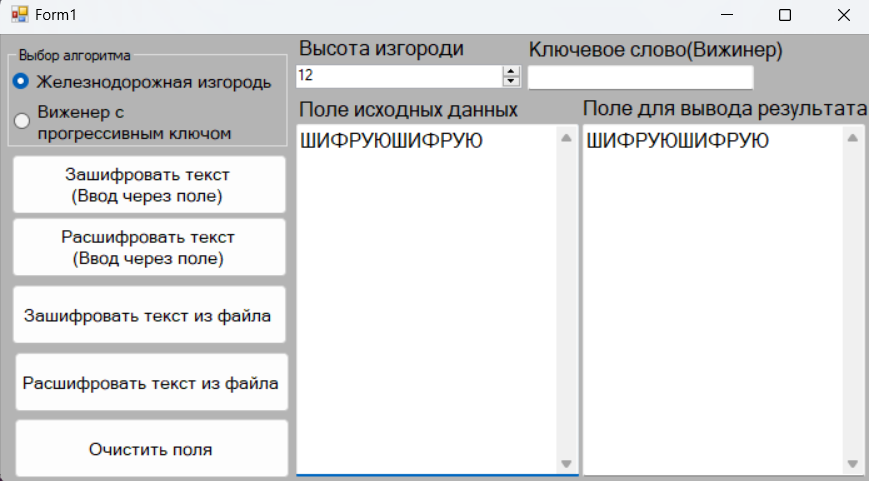 Form1
Выбор алгоритма
Железнодорожная изгородь
Виженер с
прогрессивным ключом
Зашифровать текст
(Ввод через поле)
Расшифровать текст
(Ввод через поле)
Зашифровать текст из файла
Расшифровать текст из файла
Очистить поля
Высота изгороди
12
Ключевое слово(Вижинер)
Поле исходных данных
ШИФРУЮШИФРУЮ
Поле для вывода результата
ШИФРУЮШИФРУЮ